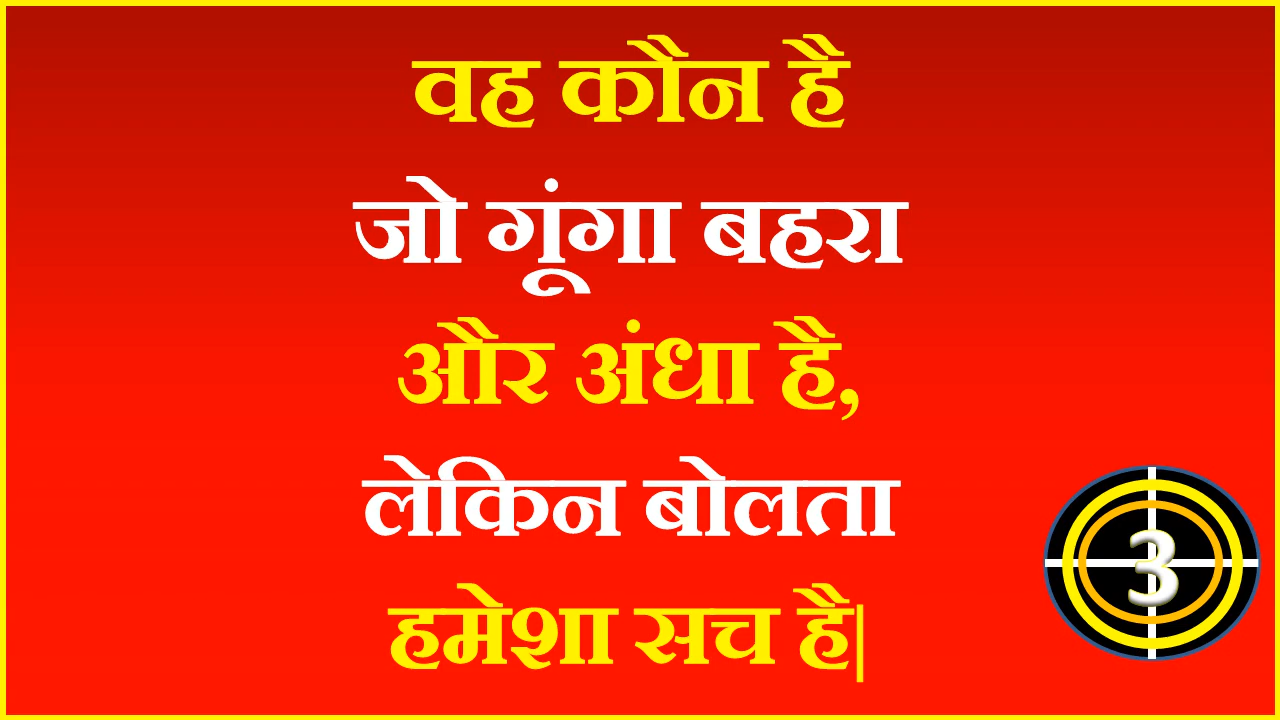 वह कौन है
जो गूंगा बहरा
और अंधा है,
लेकिन बोलता
हमेशा सच है|
3